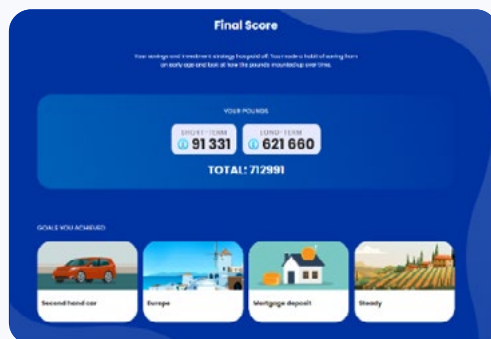 Final Score
Your savings and investment strategy has paid off. You made a habit of saving from
an early age and look at how the pounds mounted up over time.
YOUR POUNDS
SHORT-TERM LONG-TERM
91 331 621 660
TOTAL: 712991
GOALS YOU ACHIEVED
Second hand car Europe Mortgage deposit Steady